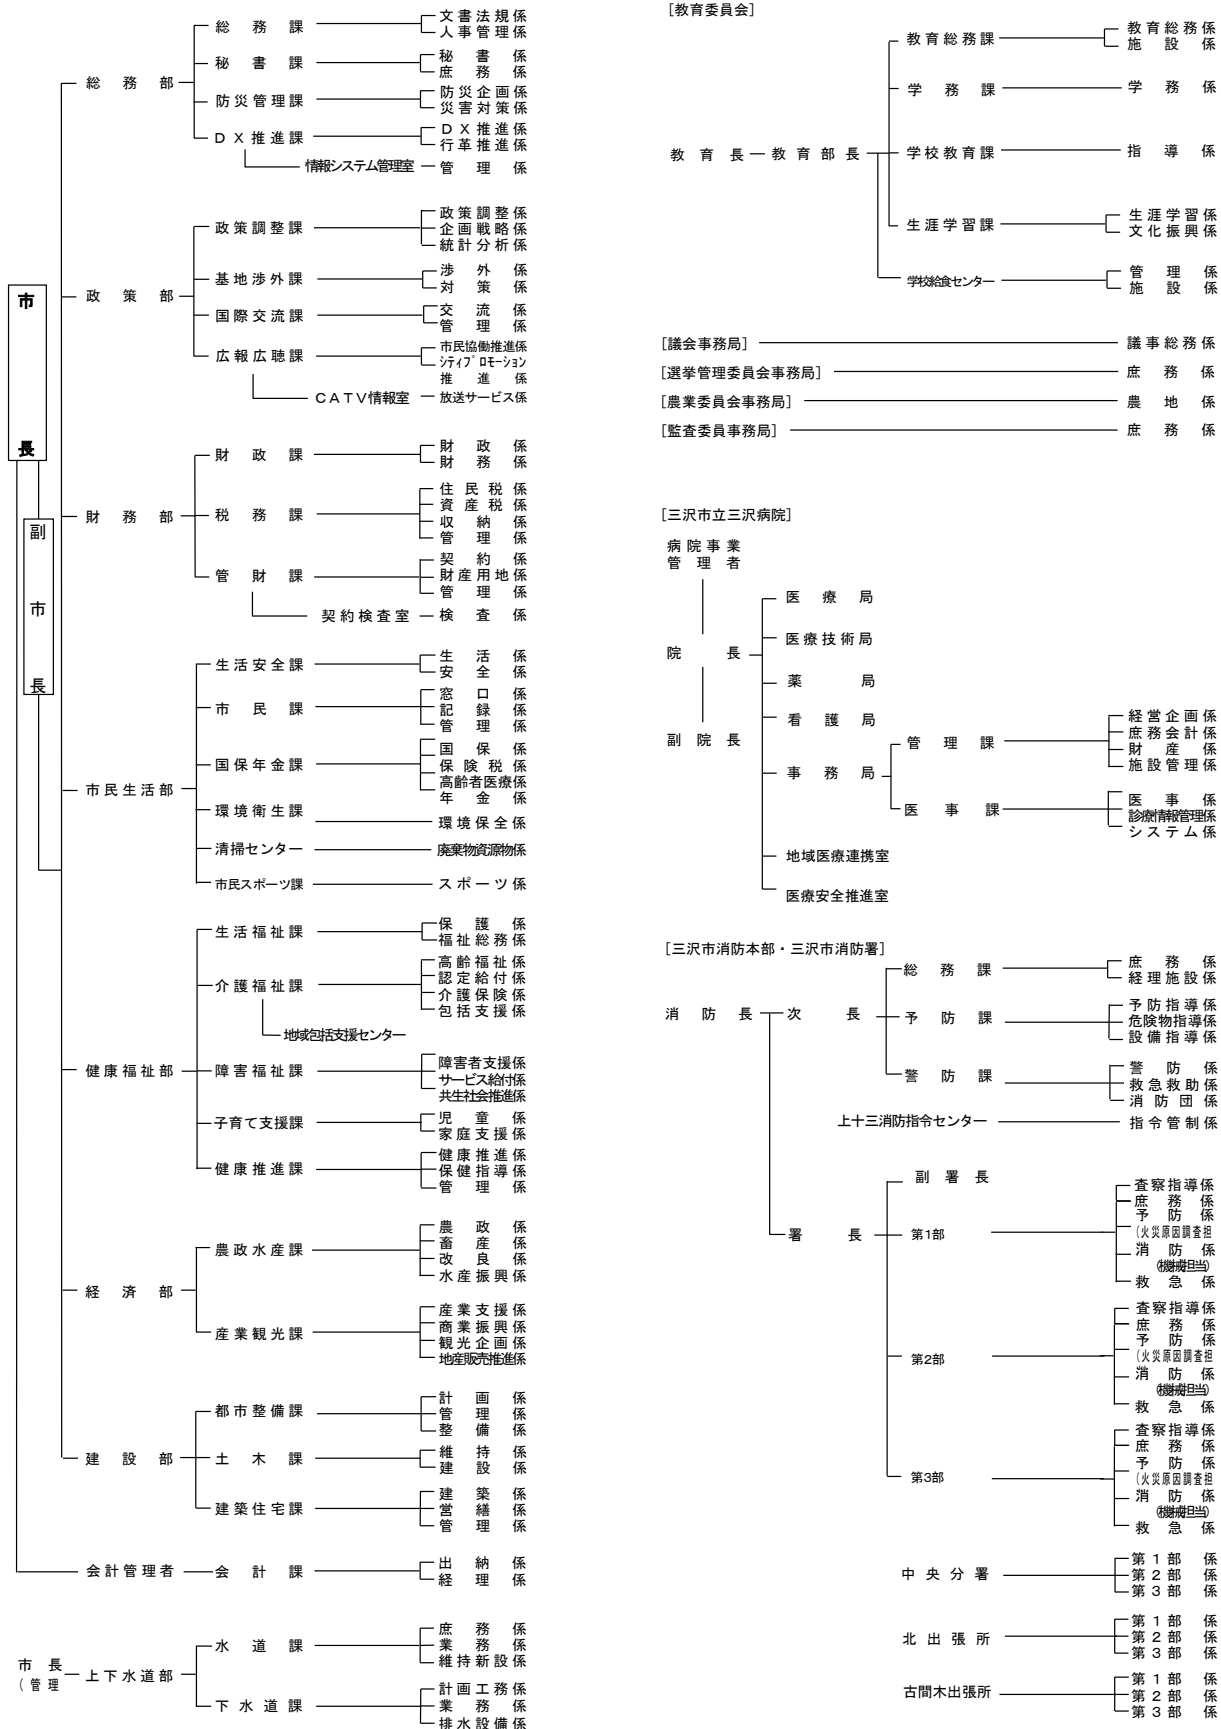 市長
副市長
総務部
総務課
文書法規係
人事管理係
秘書課
秘書係
庶務係
防災管理課
防災企画係
災害対策係
DX推進課
DX推進係
行革推進係
情報システム管理室
管理係
政策部
政策調整課
政策調整係
企画戦略係
統計分析係
基地渉外課
渉外係
対策係
国際交流課
交流係
管理係
広報広聴課
市民協働推進係
シティプロモーション
推進係
CATV情報室
放送サービス係
財務部
財政課
財政係
財務係
税務課
住民税係
資産税係
収納係
管理係
管財課
契約係
財産用地係
管理係
契約検査室
検査係
市民生活部
生活安全課
生活係
安全係
市民課
窓口係
記録係
管理係
国保年金課
国保係
保険税係
高齢者医療係
年金係
環境衛生課
環境保全係
清掃センター
廃棄物資源物係
市民スポーツ課
スポーツ係
健康福祉部
生活福祉課
保護係
福祉総務係
介護福祉課
高齢福祉係
認定給付係
介護保険係
包括支援係
地域包括支援センター
障害福祉課
障害者支援係
サービス給付係
共生社会推進係
子育て支援課
児童係
家庭支援係
健康推進課
健康推進係
保健指導係
管理係
経済部
農政水産課
農政係
畜産係
改良係
水産振興係
産業観光課
産業支援係
商業振興係
観光企画係
地産販売推進係
建設部
都市整備課
計画係
管理係
整備係
土木課
維持係
建設係
建築住宅課
建築係
営繕係
管理係
会計管理者
会計課
出納係
経理係
市長
(管理
上下水道部
水道課
庶務係
業務係
維持新設係
下水道課
計画工務係
業務係
排水設備係
[教育委員会]
教育長
教育部長
教育総務課
教育総務係
施設係
学務課
学務係
学校教育課
指導係
生涯学習課
生涯学習係
文化振興係
学校給食センター
管理係
施設係
[議会事務局]
議事総務係
[選挙管理委員会事務局]
庶務係
[農業委員会事務局]
農地係
[監査委員事務局]
庶務係
[三沢市立三沢病院]
病院事業
管理者
院長
副院長
医療局
医療技術局
薬局
看護局
事務局
管理課
経営企画係
庶務会計係
財産係
施設管理係
医事課
医事係
診療情報管理係
システム係
地域医療連携室
医療安全推進室
[三沢市消防本部・三沢市消防署]
消防長
次長
総務課
庶務係
経理施設係
予防課
予防指導係
危険物指導係
設備指導係
警防課
警防係
救急救助係
消防団係
上十三消防指令センター
指令管制係
署長
副署長
第1部
査察指導係
庶務係
予防係
(火災原因調査担
消防係
(機械担当)
救急係
第2部
査察指導係
庶務係
予防係
(火災原因調査担
消防係
(機械担当)
救急係
第3部
査察指導係
庶務係
予防係
(火災原因調査担
消防係
(機械担当)
救急係
中央分署
第1部係
第2部係
第3部係
北出張所
第1部係
第2部係
第3部係
古間木出張所
第1部係
第2部係
第3部係